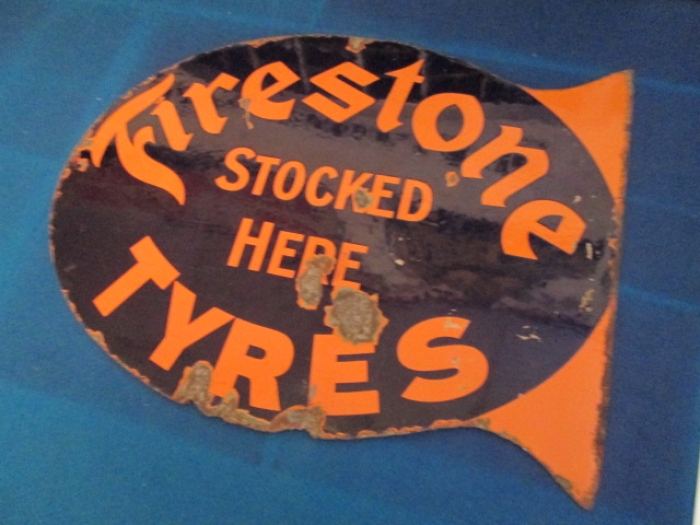 Firestone
STOCKED
HERE
TYRES